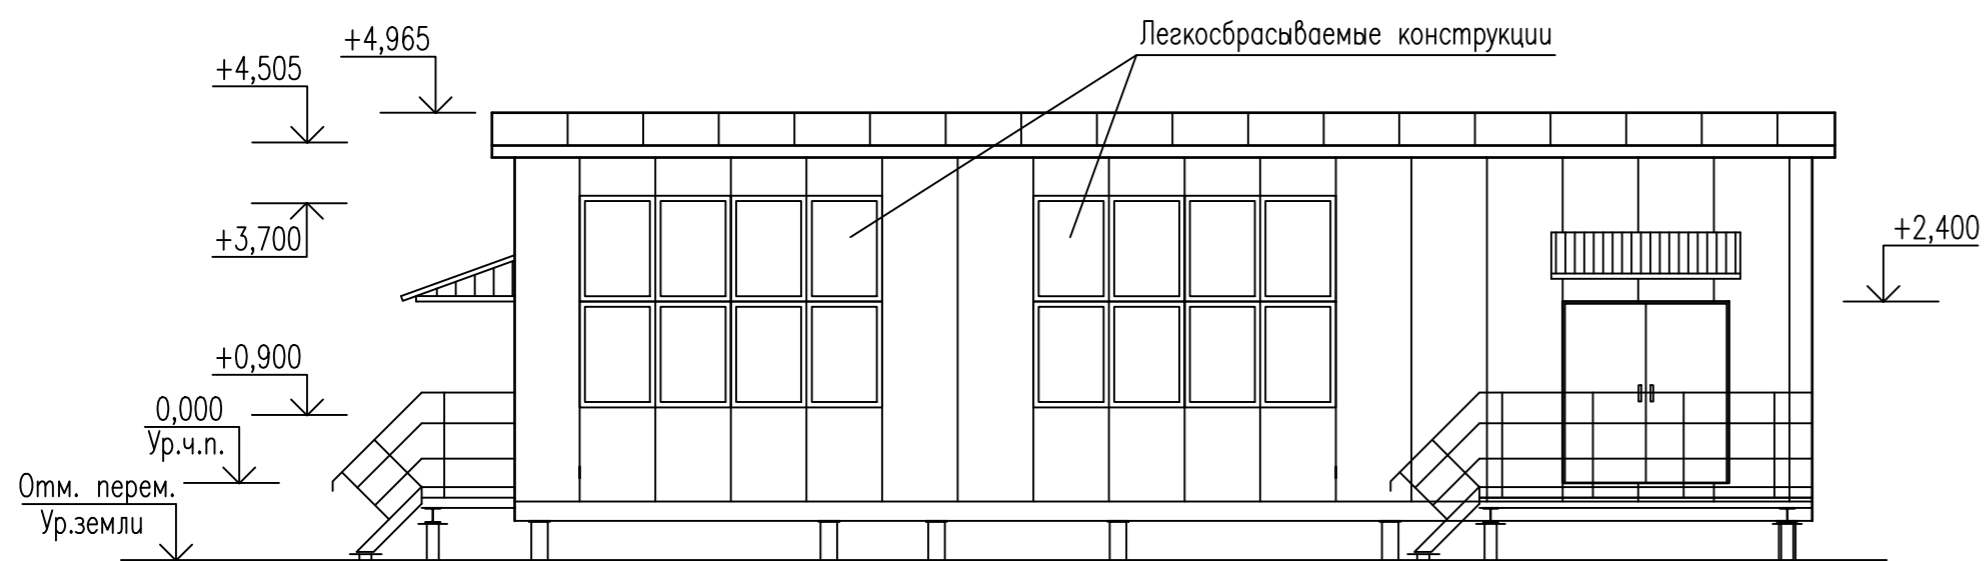 Легкосбрасываемые конструкции
+4,965
+4,505
+3,700
+2,400
+0,900
0,000
Ур.ч.п.
Отм. перем.
Ур.земли